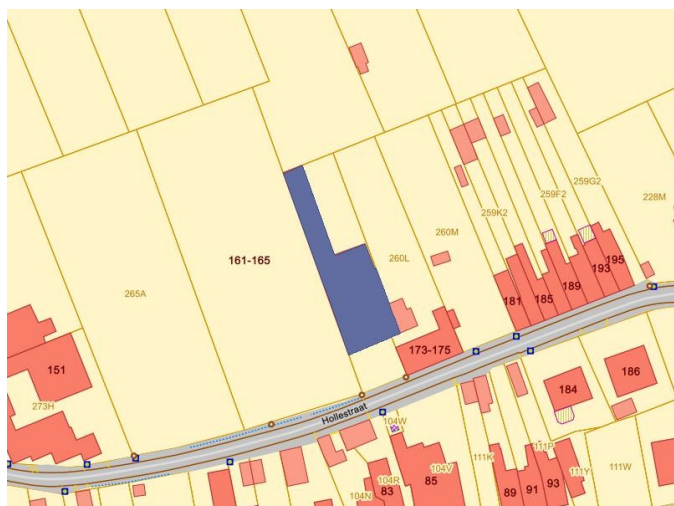 259G2
259F2
228M
259K2
260M
260L
161-165
265A
195
193
189
185
181
173-175
151
186
184
273H
Hollestraat
104W
104V
104R
104N
83
85
111K
111P
111Y
111W
89
91
93